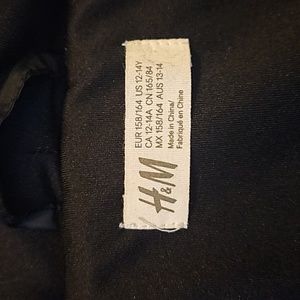 EUR 158/164 US 12-14Y
CA 12-14A CN 165/84
MX 158/164 AUS 13-14
Made in China/
Fabriqué en Chine
H&M